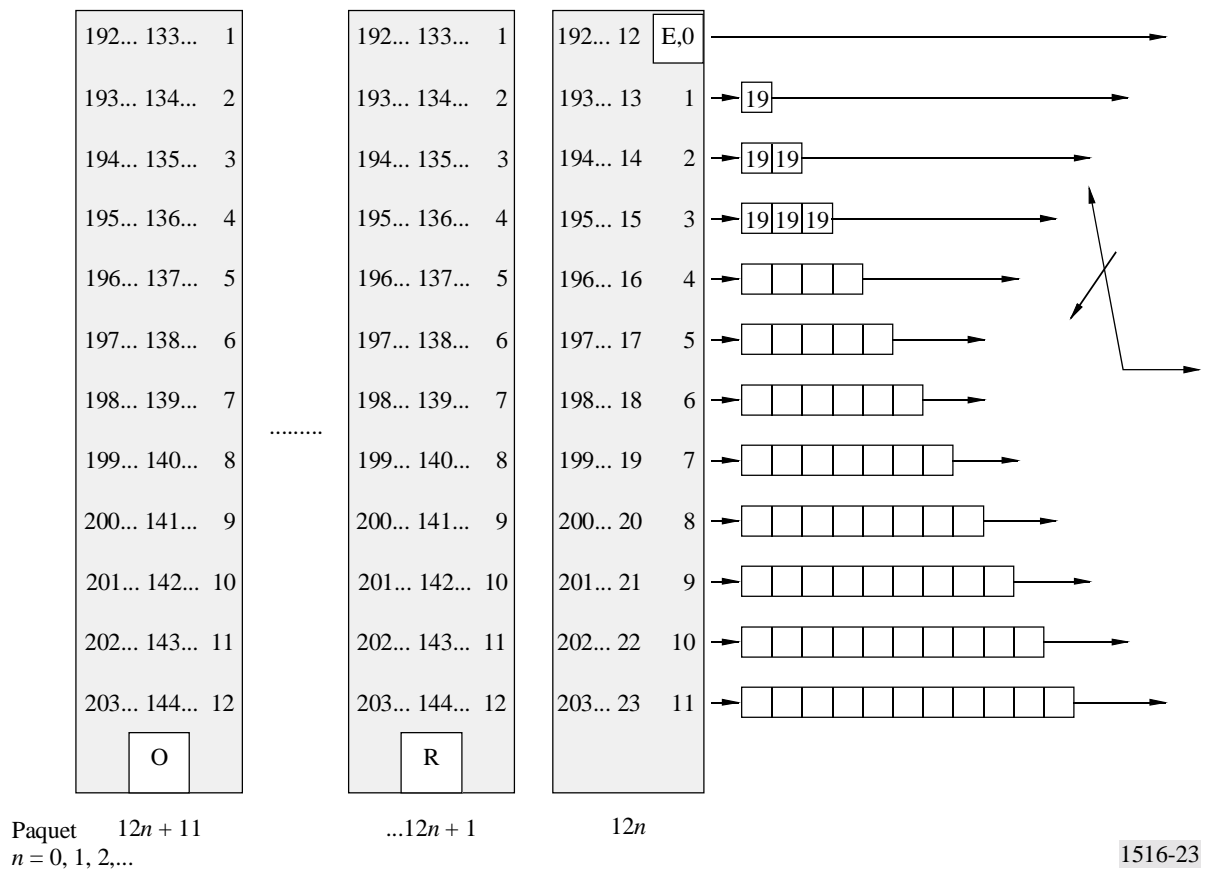 192... 133... 1 192... 133... 1 192... 12 E,0
193... 134... 2 193... 134... 2 193... 13 1 19
194... 135... 3 194... 135... 3 194... 14 2 19 19
195... 136... 4 195... 136... 4 195... 15 3 19 19 19
196... 137... 5 196... 137... 5 196... 16 4
197... 138... 6 197... 138... 6 197... 17 5
198... 139... 7 198... 139... 7 198... 18 6
.........
199... 140... 8 199... 140... 8 199... 19 7
200... 141... 9 200... 141... 9 200... 20 8
201... 142... 10 201... 142... 10 201... 21 9
202... 143... 11 202... 143... 11 202... 22 10
203... 144... 12 203... 144... 12 203... 23 11
O R
Paquet 12n + 11 ...12n + 1 12n
n = 0, 1, 2,...
1516-23